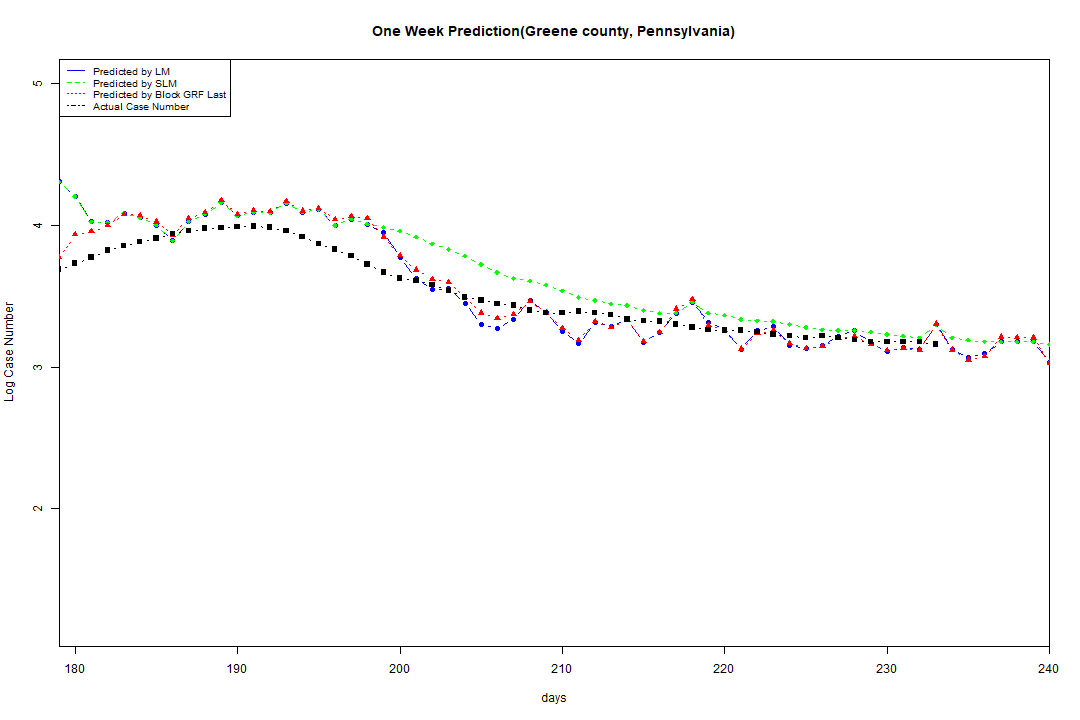 One Week Prediction(Greene county, Pennsylvania)
Predicted by LM
Predicted by SLM
Predicted by Block GRF Last
Actual Case Number
5
4
3
2
Log Case Number
180 190 200 210 220 230 240
days